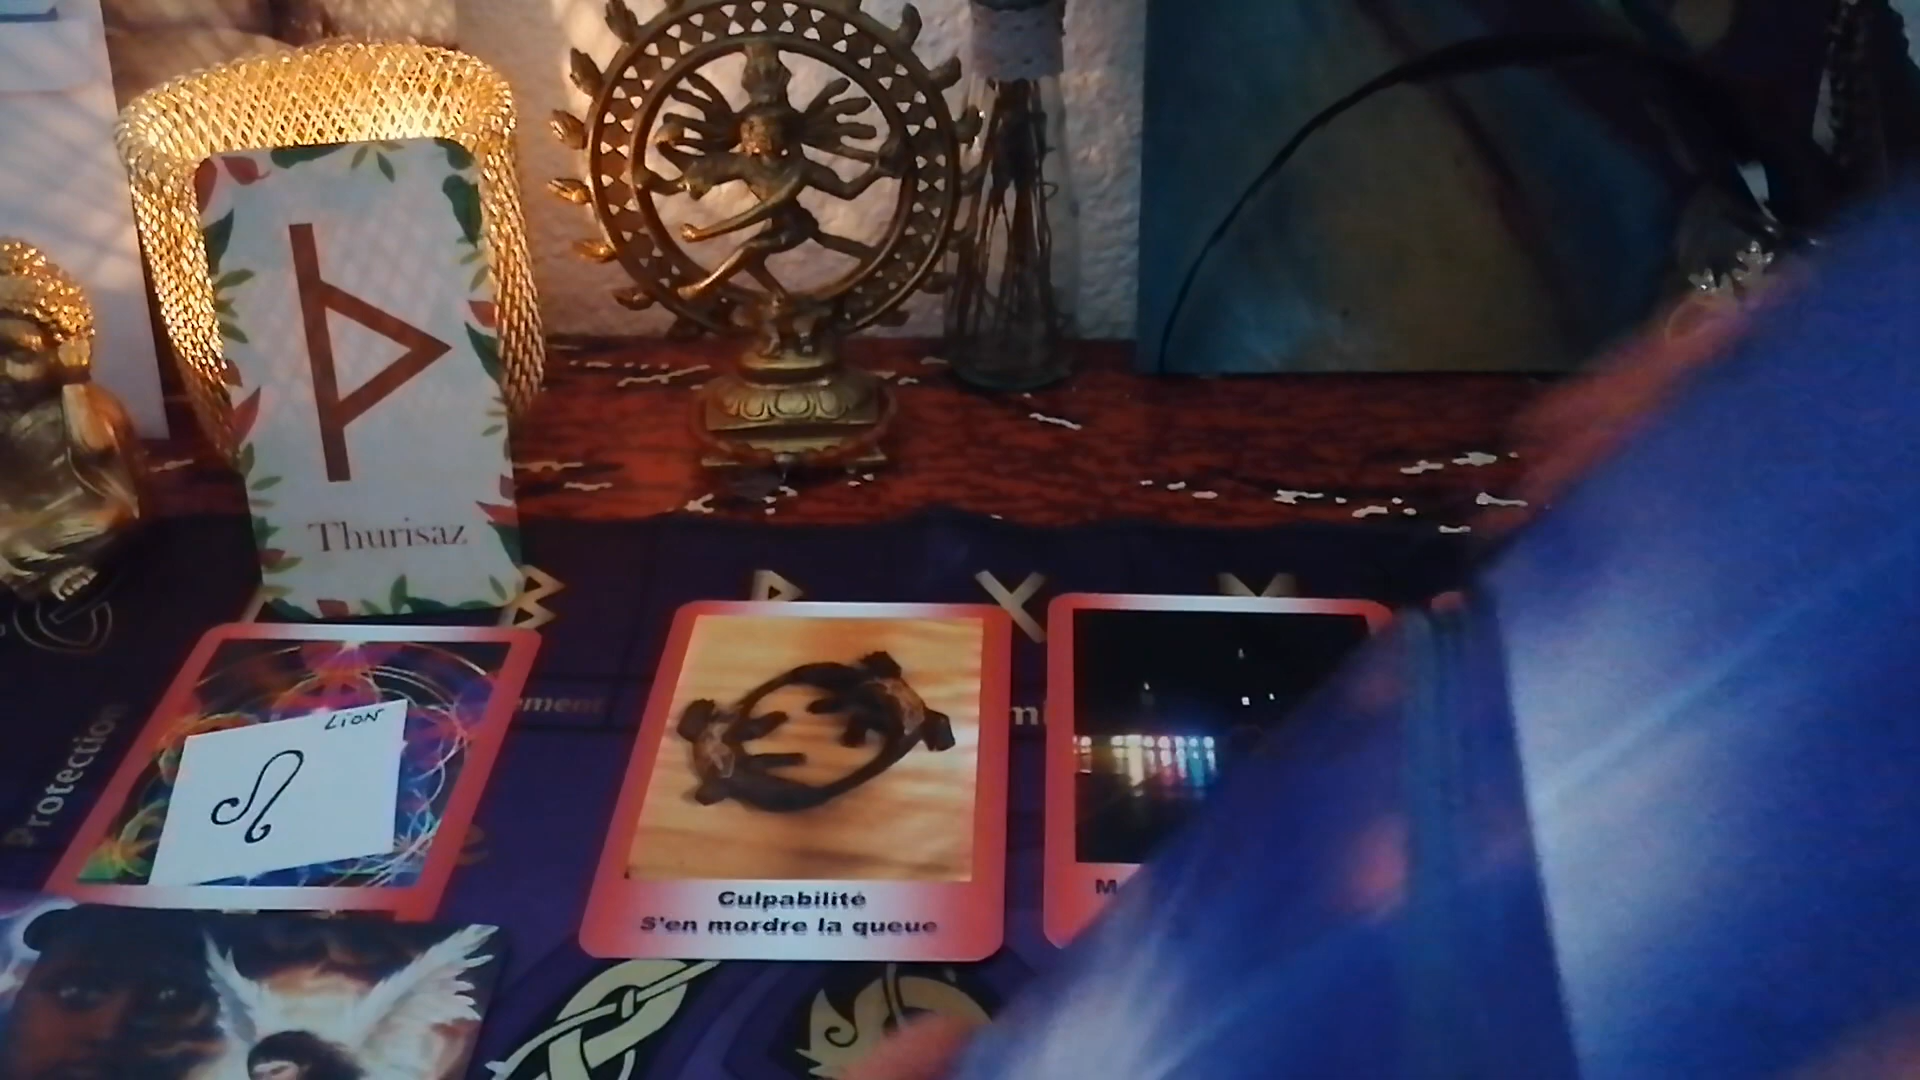 Thurisaz
LION
Protection
Culpabilité
S'en mordre la queue